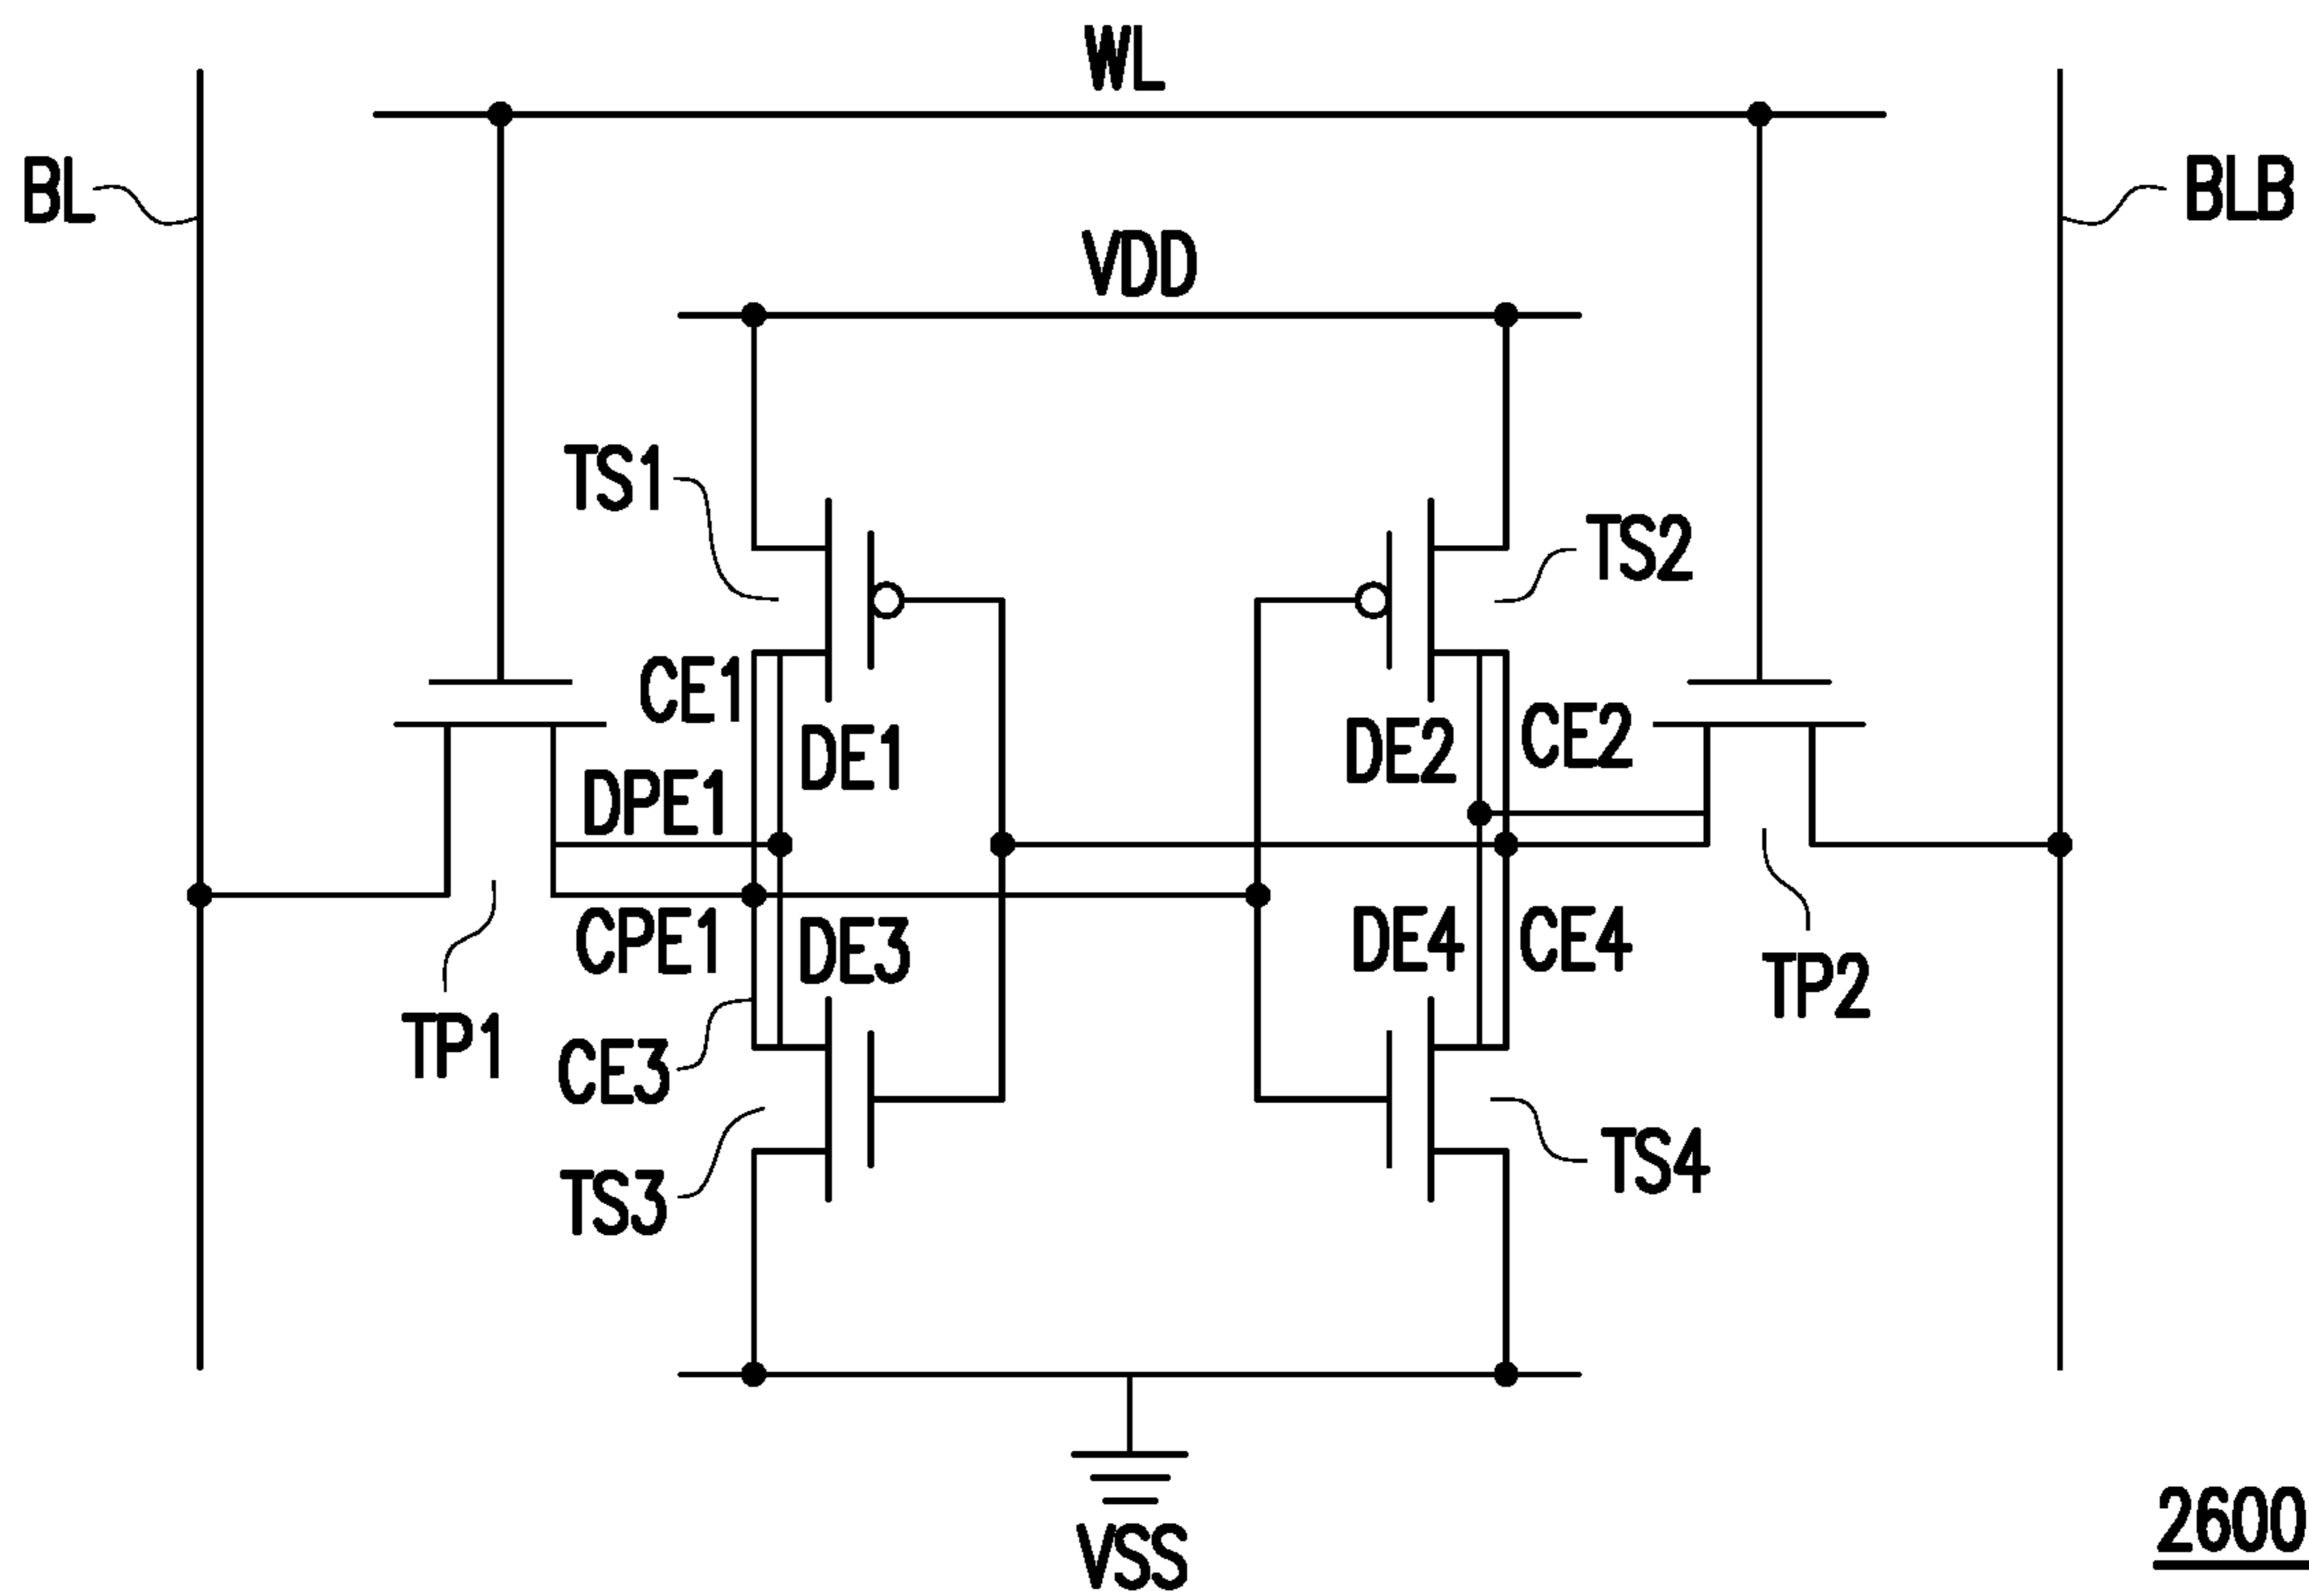 WL
BL
BLB
VDD
TS1
TS2
CE1
DE1
DE2
CE2
DPE1
CPE1
DE3
DE4
CE4
TP1
TP2
CE3
TS3
TS4
VSS
2600